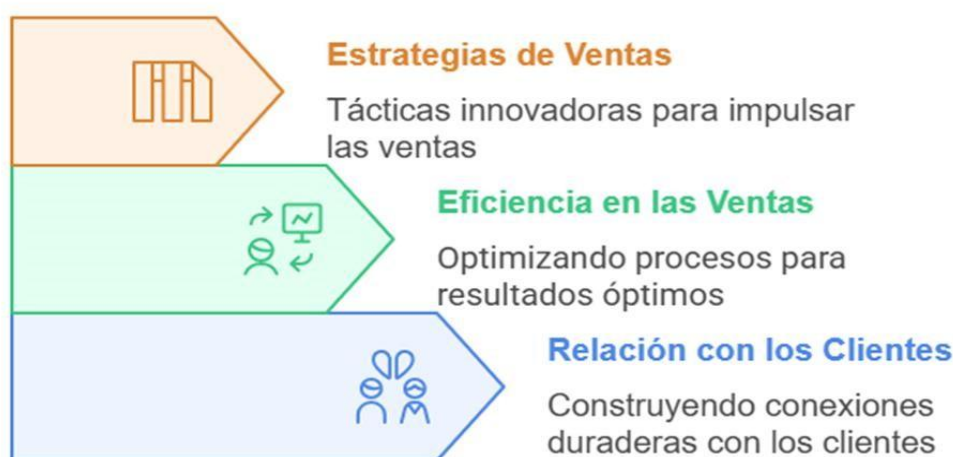 Estrategias de Ventas
Tácticas innovadoras para impulsar
las ventas
Eficiencia en las Ventas
Optimizando procesos para
resultados óptimos
Relación con los Clientes
Construyendo conexiones
duraderas con los clientes